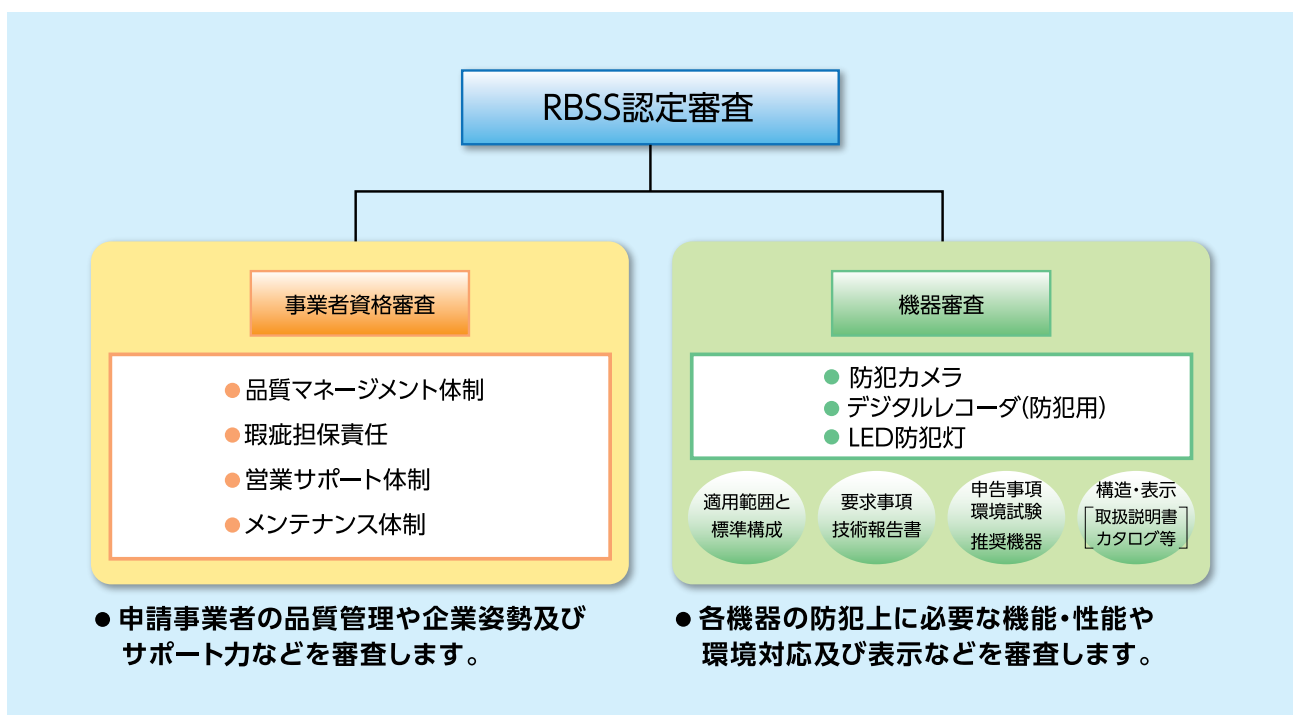 RBSS認定審査
事業者資格審査
●品質マネージメント体制
●瑕疵担保責任
●営業サポート体制
●メンテナンス体制
●申請事業者の品質管理や企業姿勢及び
サポート力などを審査します。
機器審査
●防犯カメラ
●デジタルレコーダ(防犯用)
●LED防犯灯
適用範囲と
標準構成
要求事項
技術報告書
申告事項
環境試験
推奨機器
構造・表示
[取扱説明書
カタログ等]
●各機器の防犯上に必要な機能・性能や
環境対応及び表示などを審査します。